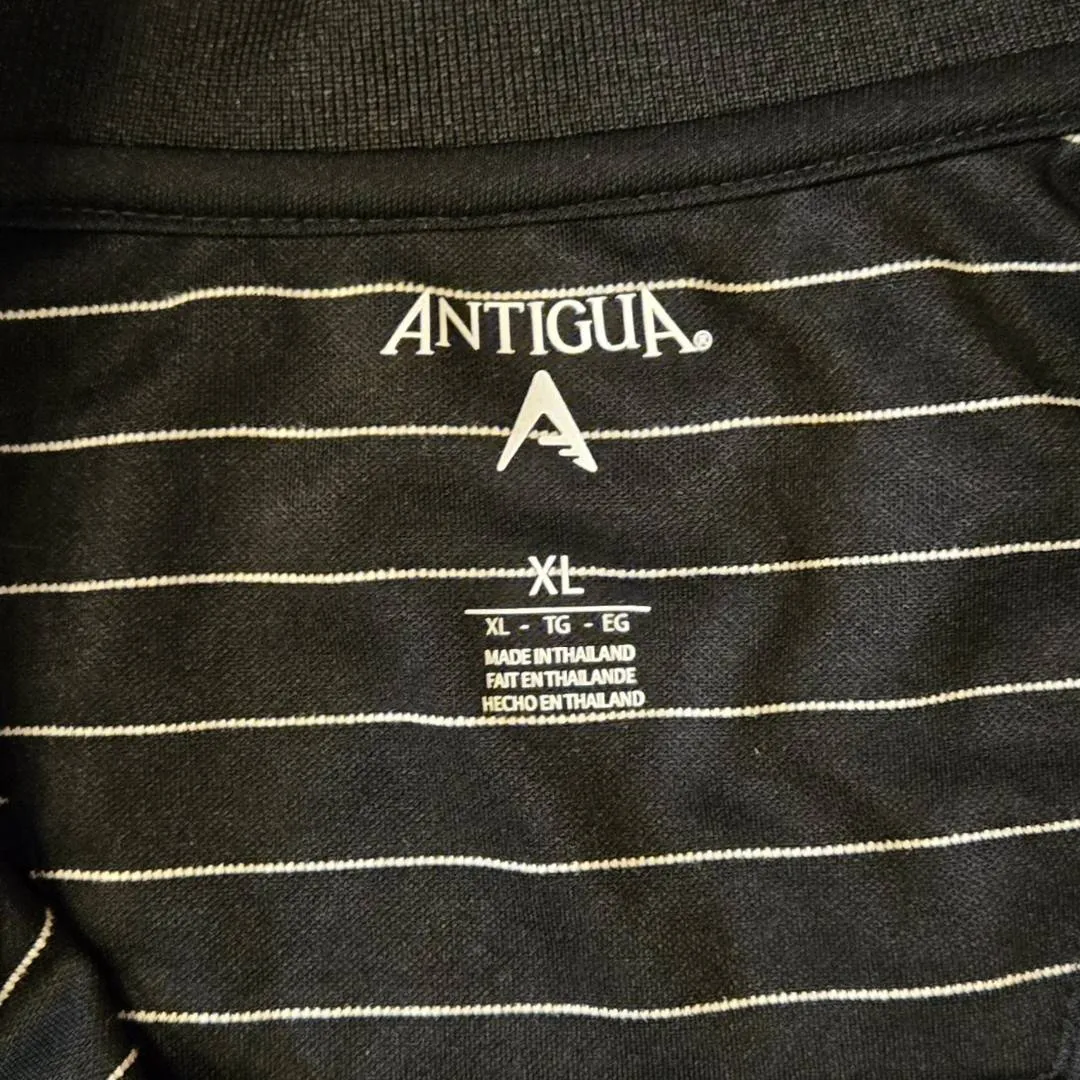 ANTIGUA®
XL
XL - TG - EG
MADE IN THAILAND
FAIT EN THAILANDE
HECHO EN THAILAND